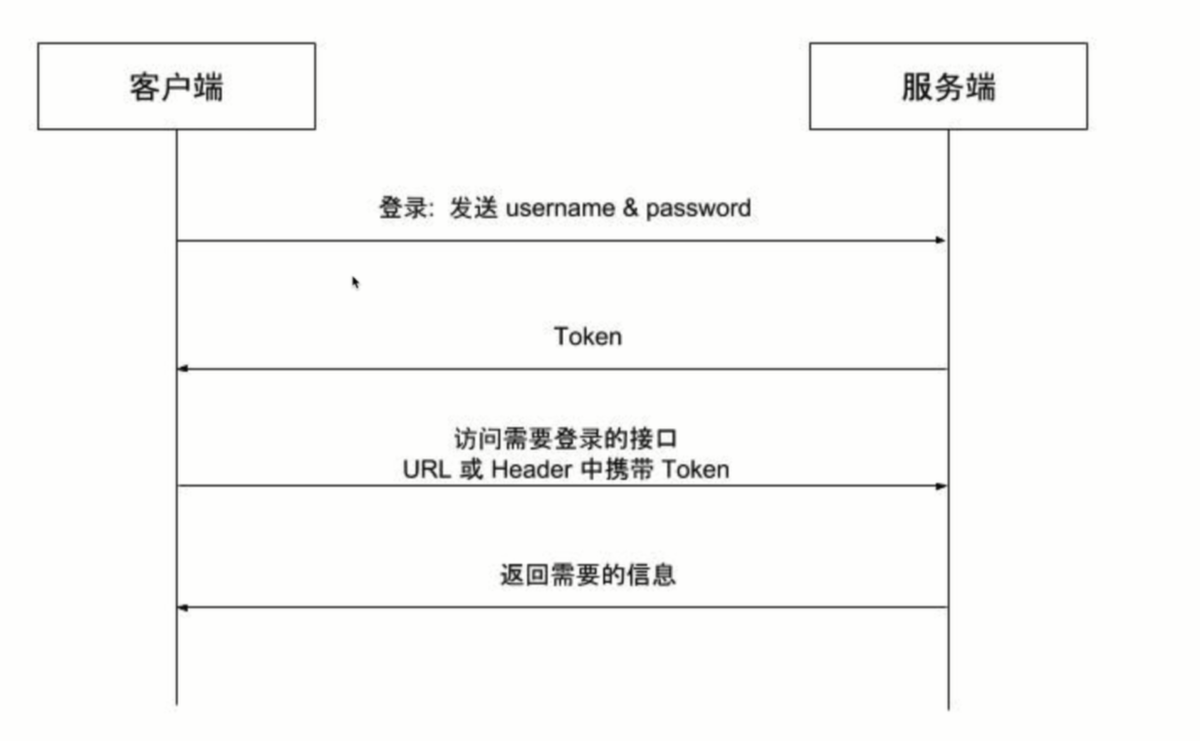 客户端
服务端
登录: 发送 username & password
Token
访问需要登录的接口
URL 或 Header 中携带 Token
返回需要的信息